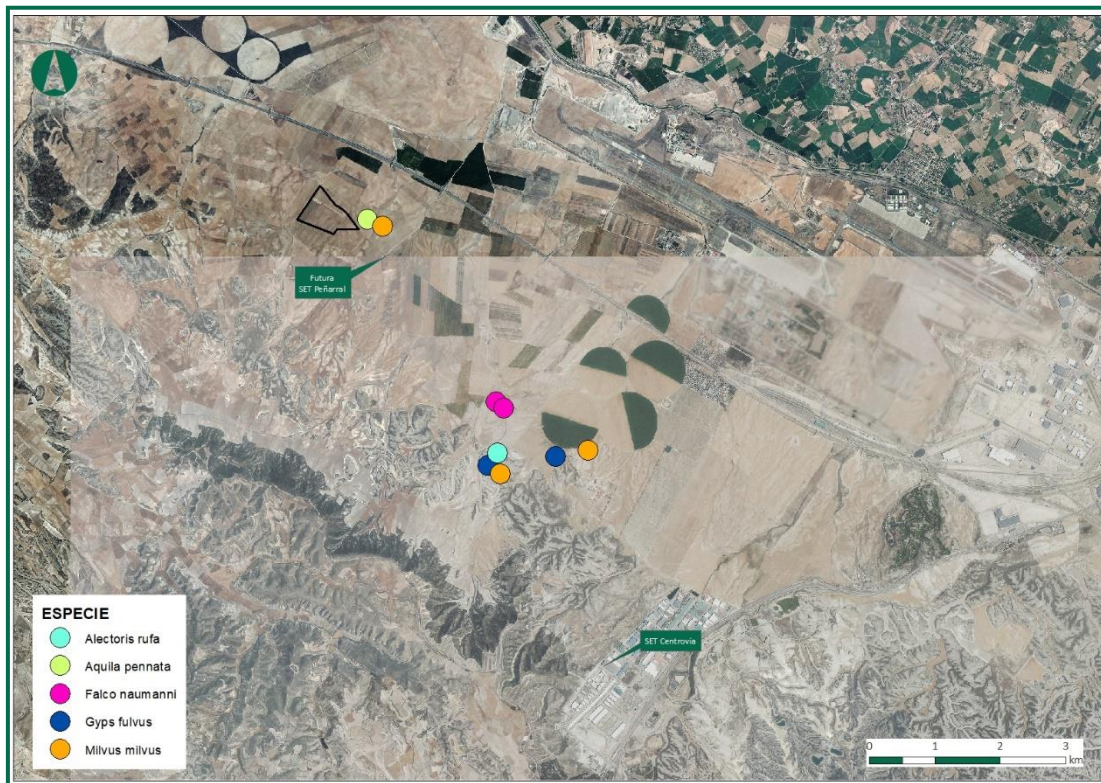 Futura
SET Peñarral
SET Centrovía
ESPECIE
Alectoris rufa
Aquila pennata
Falco naumanni
Gyps fulvus
Milvus milvus
0 1 2 3
km